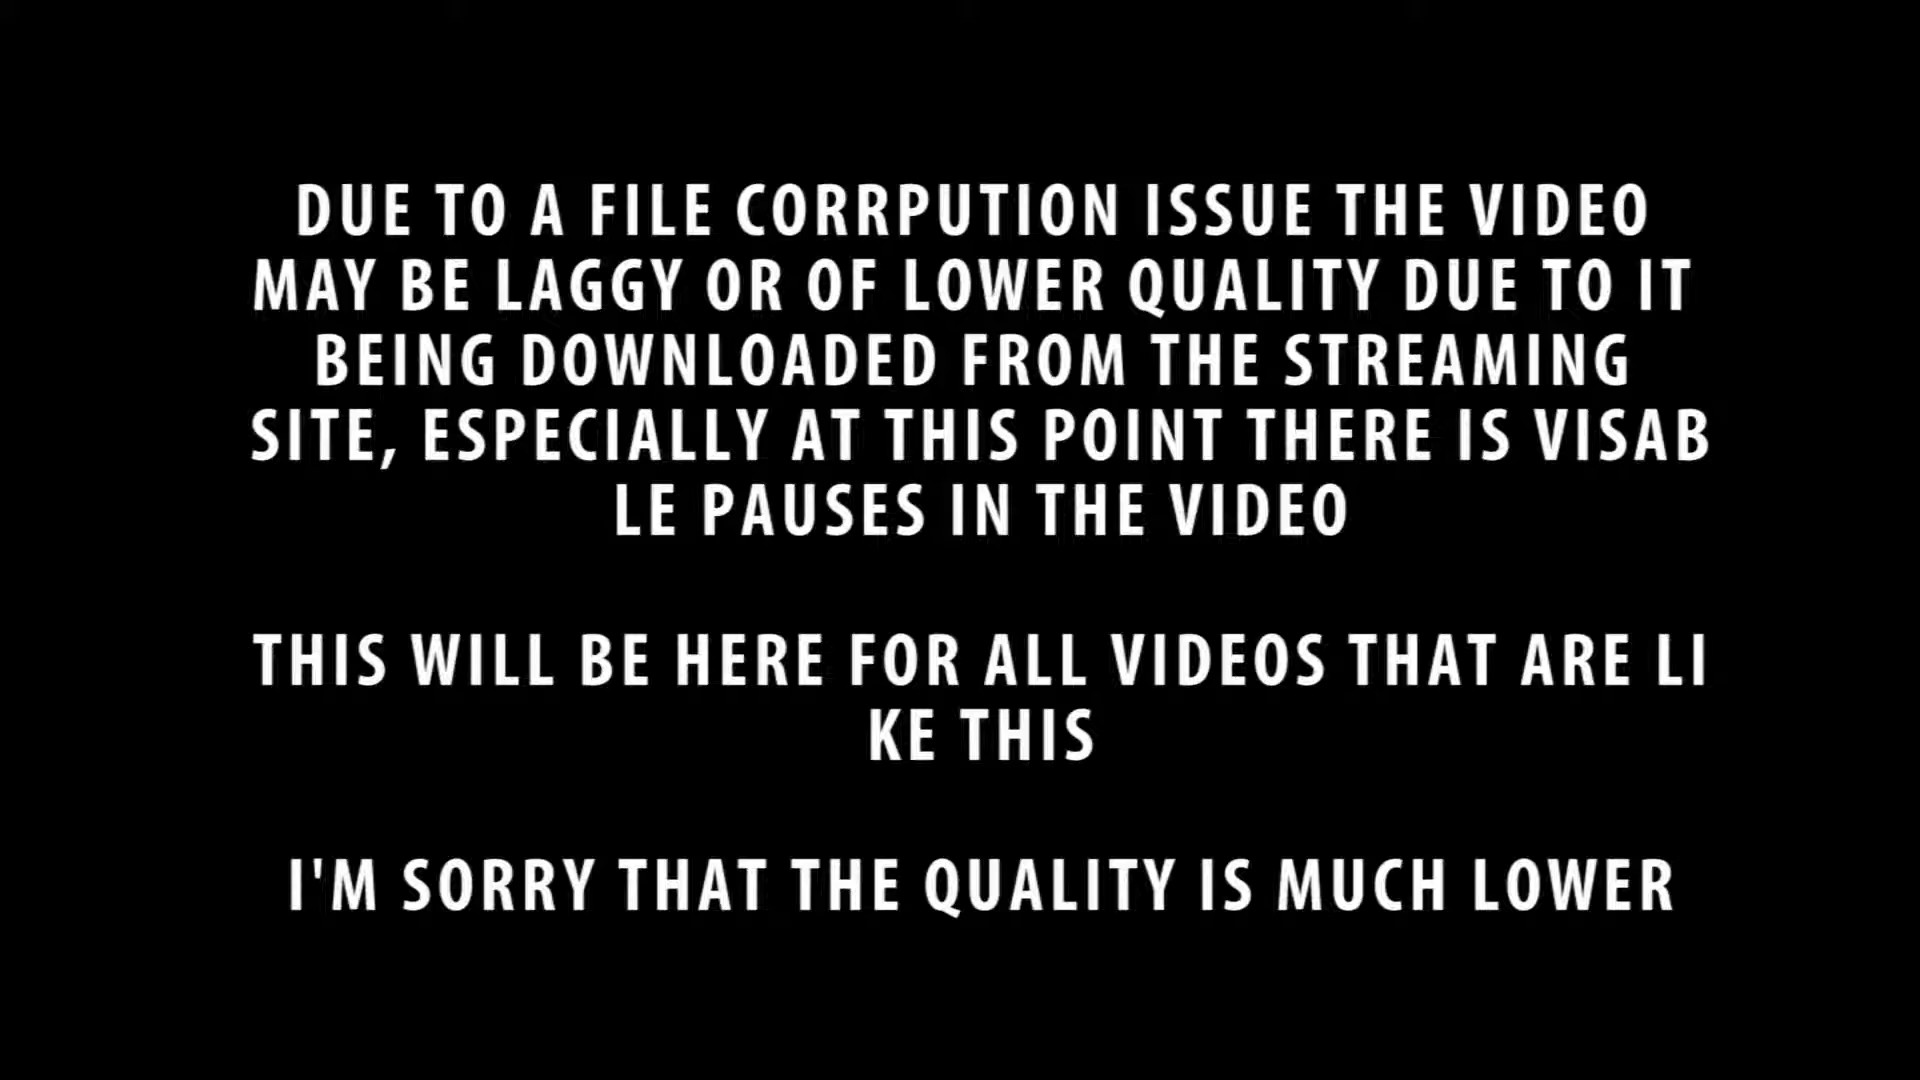 DUE TO A FILE CORRPUTION ISSUE THE VIDEO
MAY BE LAGGY OR OF LOWER QUALITY DUE TO IT
BEING DOWNLOADED FROM THE STREAMING
SITE, ESPECIALLY AT THIS POINT THERE IS VISAB
LE PAUSES IN THE VIDEO
THIS WILL BE HERE FOR ALL VIDEOS THAT ARE LI
KE THIS
I'M SORRY THAT THE QUALITY IS MUCH LOWER